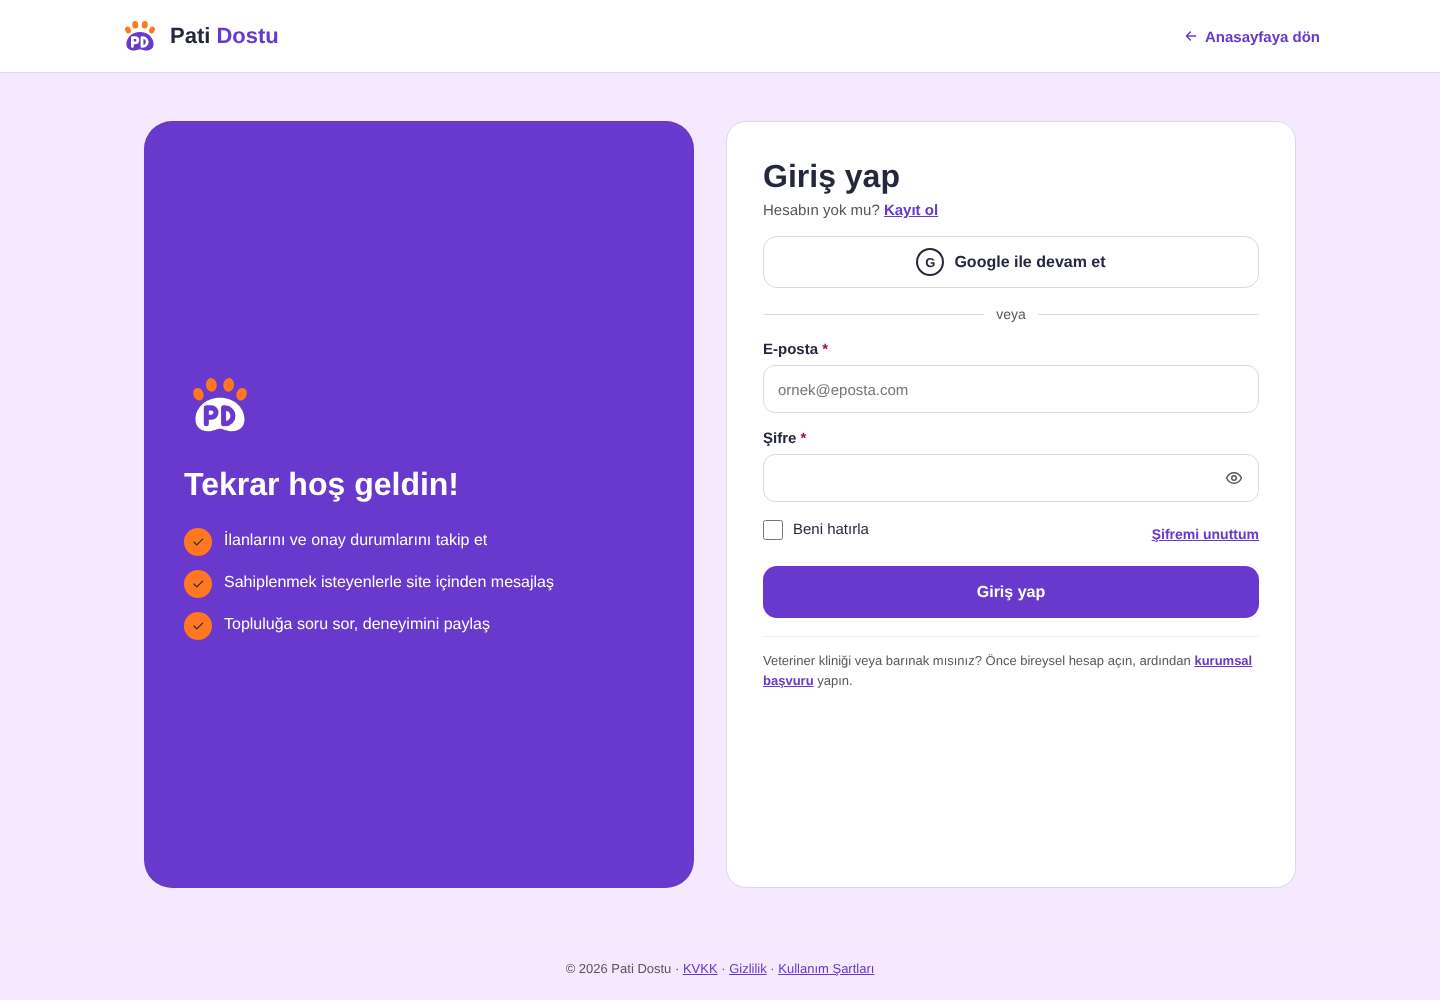 PD
Pati Dostu
Anasayfaya dön
PD
Tekrar hoş geldin!
İlanlarını ve onay durumlarını takip et
Sahiplenmek isteyenlerle site içinden mesajlaş
Topluluğa soru sor, deneyimini paylaş
Giriş yap
Hesabın yok mu? Kayıt ol
G Google ile devam et
veya
E-posta *
ornek@eposta.com
Şifre *
Beni hatırla
Şifremi unuttum
Giriş yap
Veteriner kliniği veya barınak mısınız? Önce bireysel hesap açın, ardından kurumsal
başvuru yapın.
© 2026 Pati Dostu · KVKK · Gizlilik · Kullanım Şartları